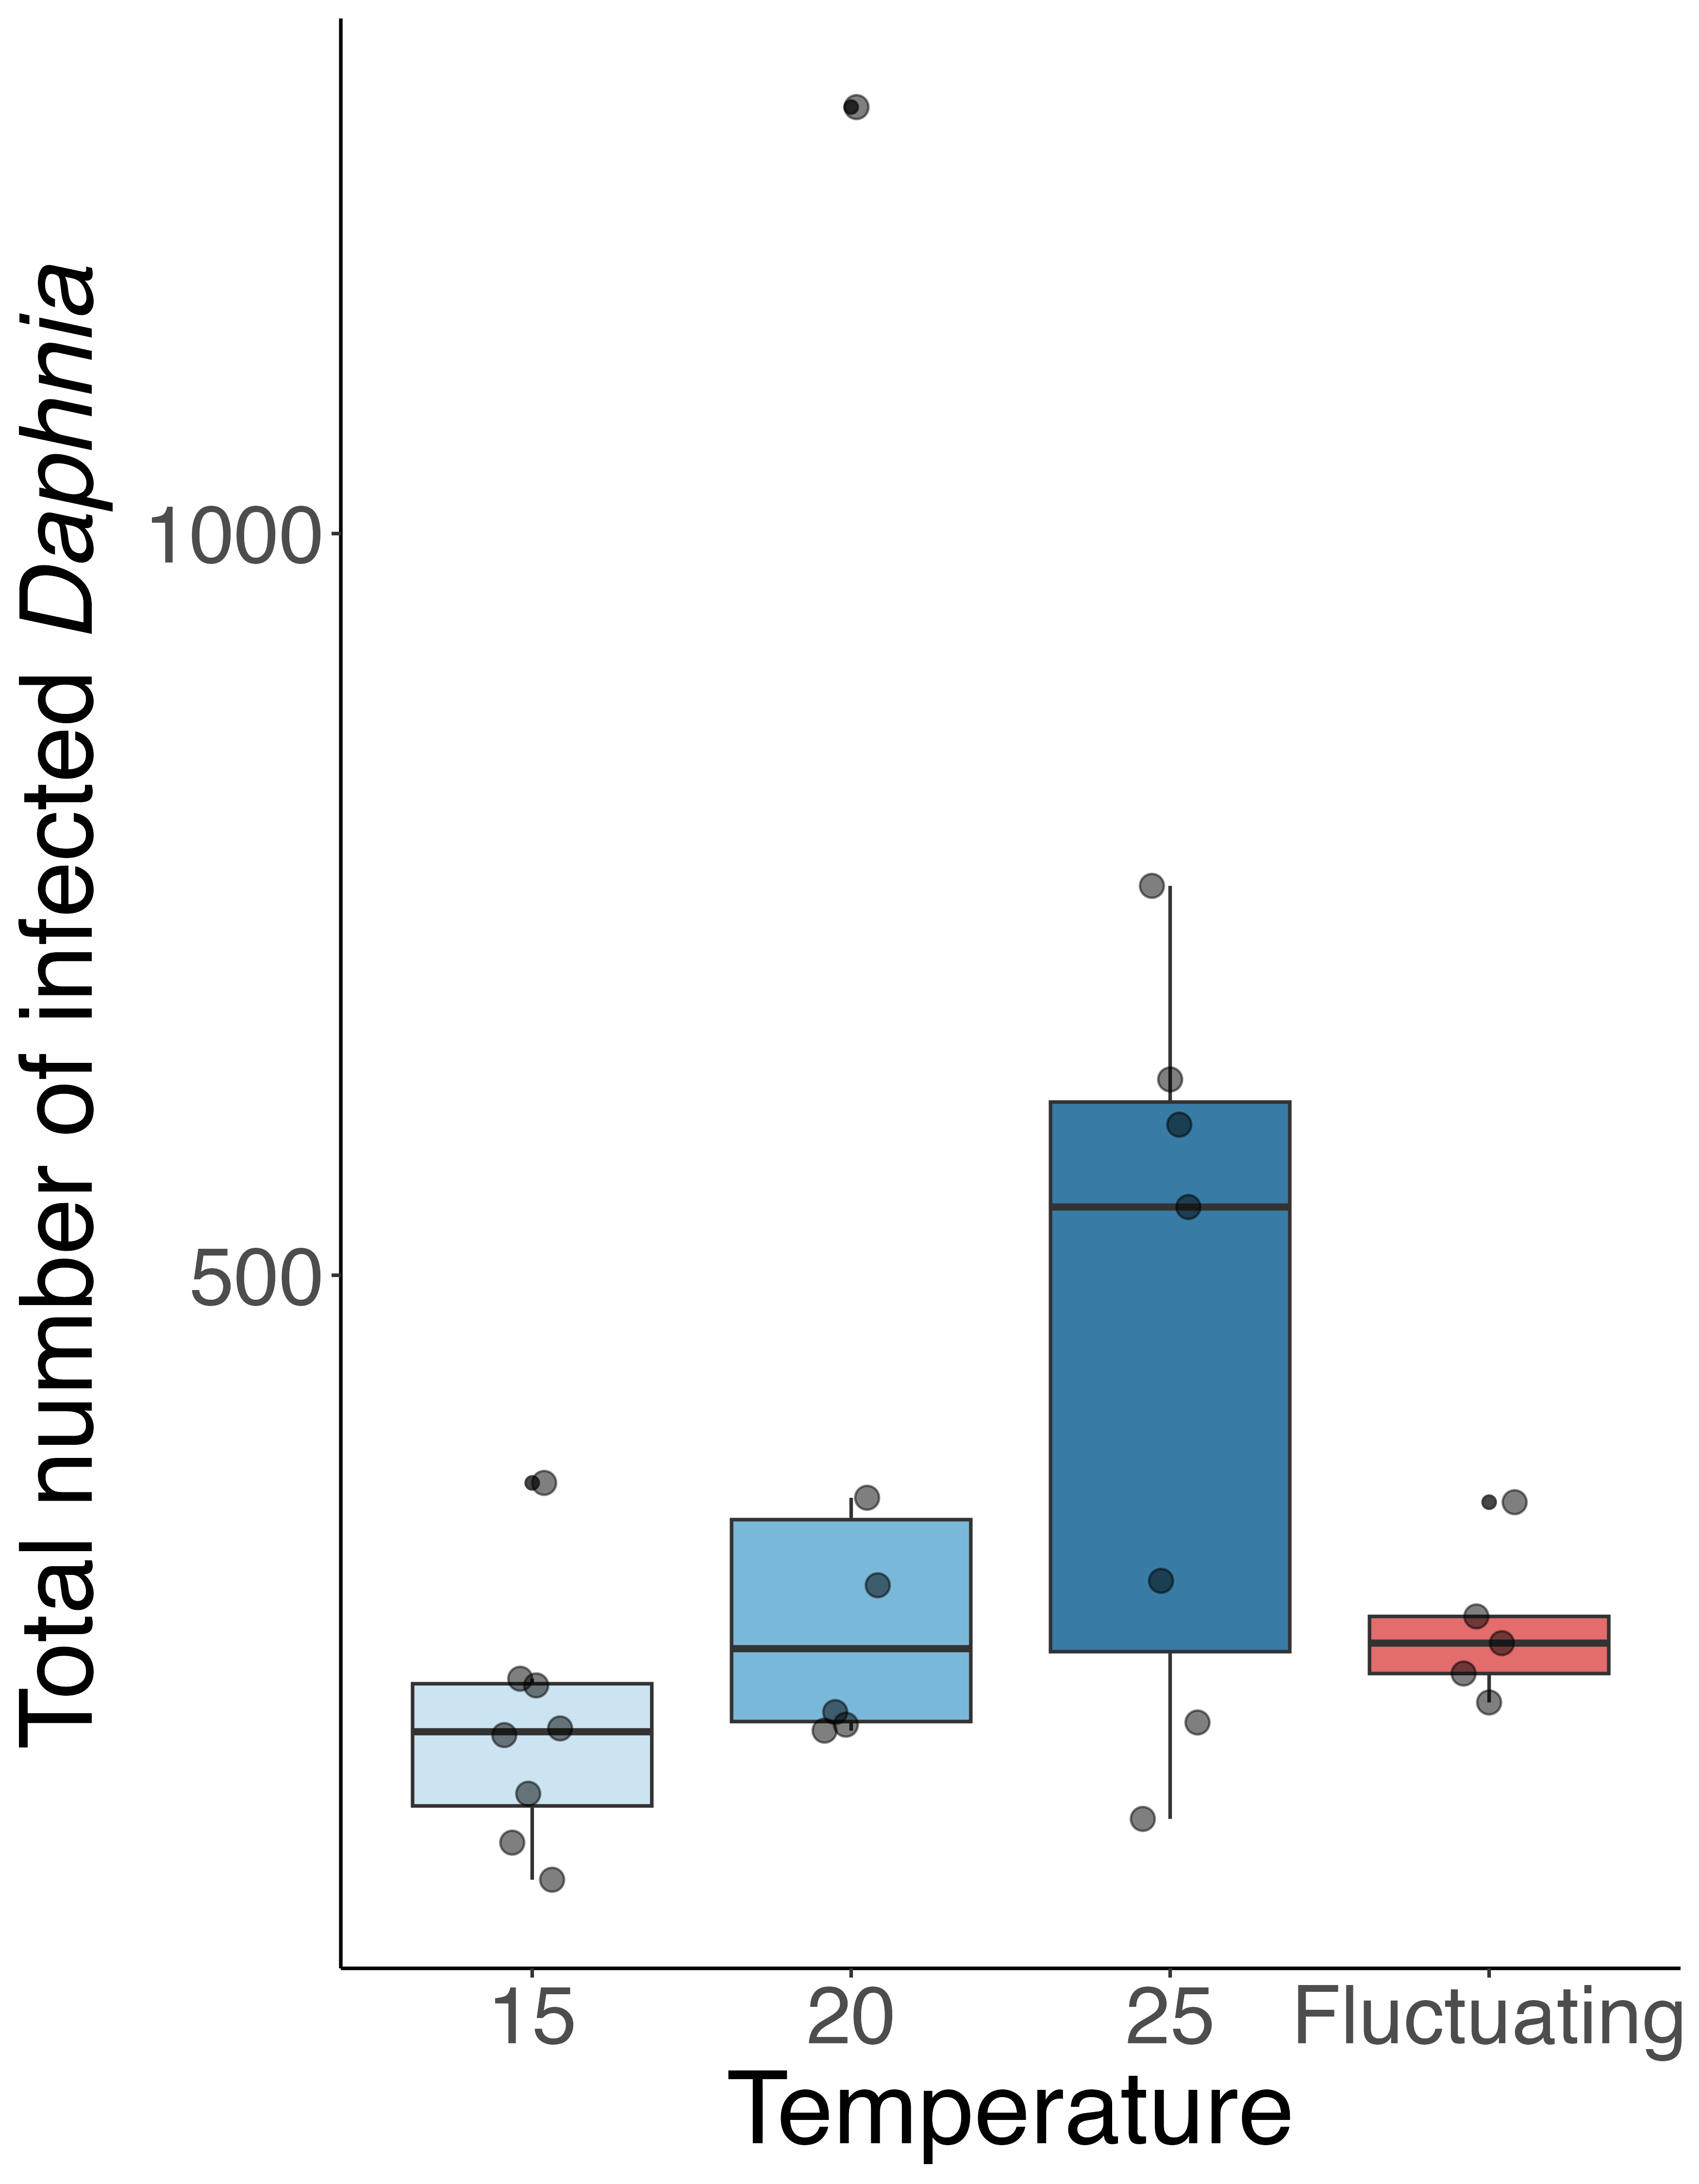 Total number of infected Daphnia
1000
500
15 20 25 Fluctuating
Temperature